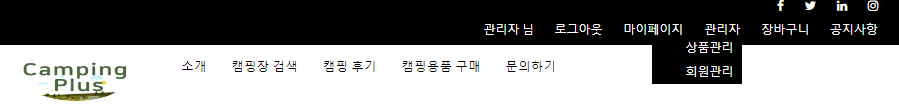 관리자 님 로그아웃 마이페이지 관리자 장바구니 공지사항
상품관리
회원관리
Camping
Plus
소개 캠핑장 검색 캠핑 후기 캠핑용품 구매 문의하기